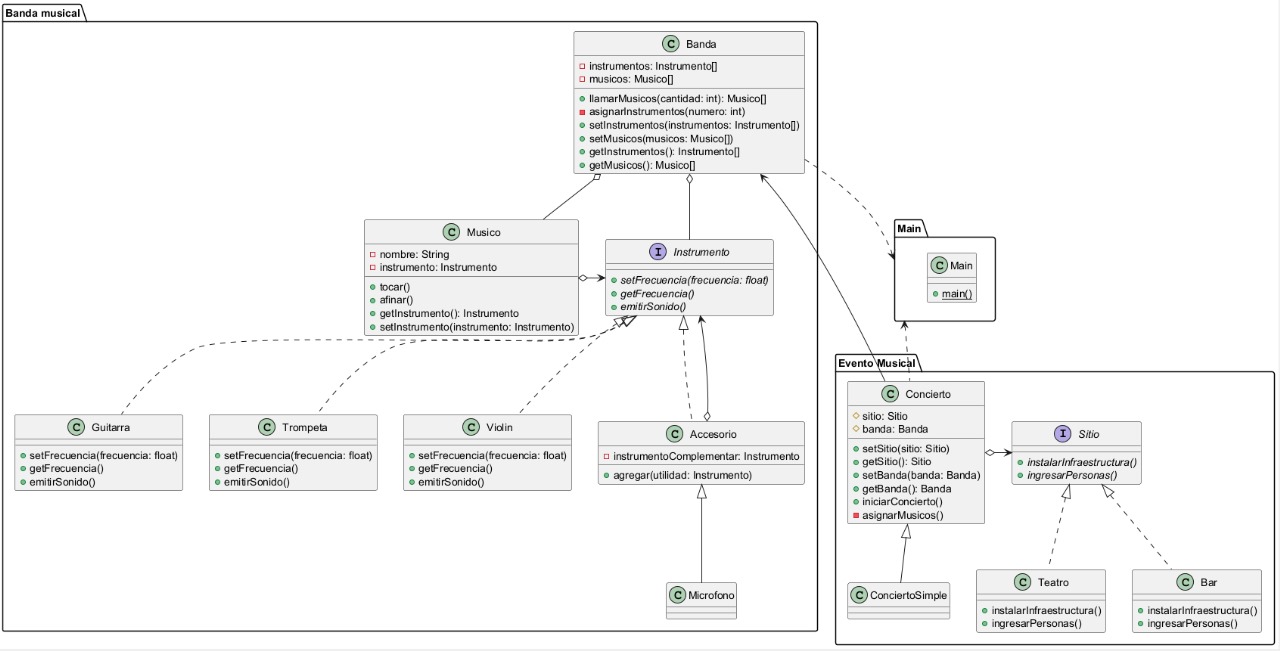 Banda musical
C Banda
instrumentos: Instrumento[]
musicos: Musico[]
llamarMusicos(cantidad: int): Musico[]
asignarInstrumentos(numero: int)
setInstrumentos(instrumentos: Instrumento[])
setMusicos(musicos: Musico[])
getInstrumentos(): Instrumento[]
getMusicos(): Musico[]
C Musico
nombre: String
instrumento: Instrumento
tocar()
afinar()
getInstrumento(): Instrumento
setInstrumento(instrumento: Instrumento)
I Instrumento
setFrecuencia(frecuencia: float)
getFrecuencia()
emitirSonido()
Main
C Main
main()
C Guitarra
setFrecuencia(frecuencia: float)
getFrecuencia()
emitirSonido()
C Trompeta
setFrecuencia(frecuencia: float)
getFrecuencia()
emitirSonido()
C Violin
setFrecuencia(frecuencia: float)
getFrecuencia()
emitirSonido()
C Accesorio
instrumentoComplementar: Instrumento
agregar(utilidad: Instrumento)
C Microfono
Evento Musical
C Concierto
sitio: Sitio
banda: Banda
setSitio(sitio: Sitio)
getSitio(): Sitio
setBanda(banda: Banda)
getBanda(): Banda
iniciarConcierto()
asignarMusicos()
I Sitio
instalarInfraestructura()
ingresarPersonas()
C ConciertoSimple
C Teatro
instalarInfraestructura()
ingresarPersonas()
C Bar
instalarInfraestructura()
ingresarPersonas()